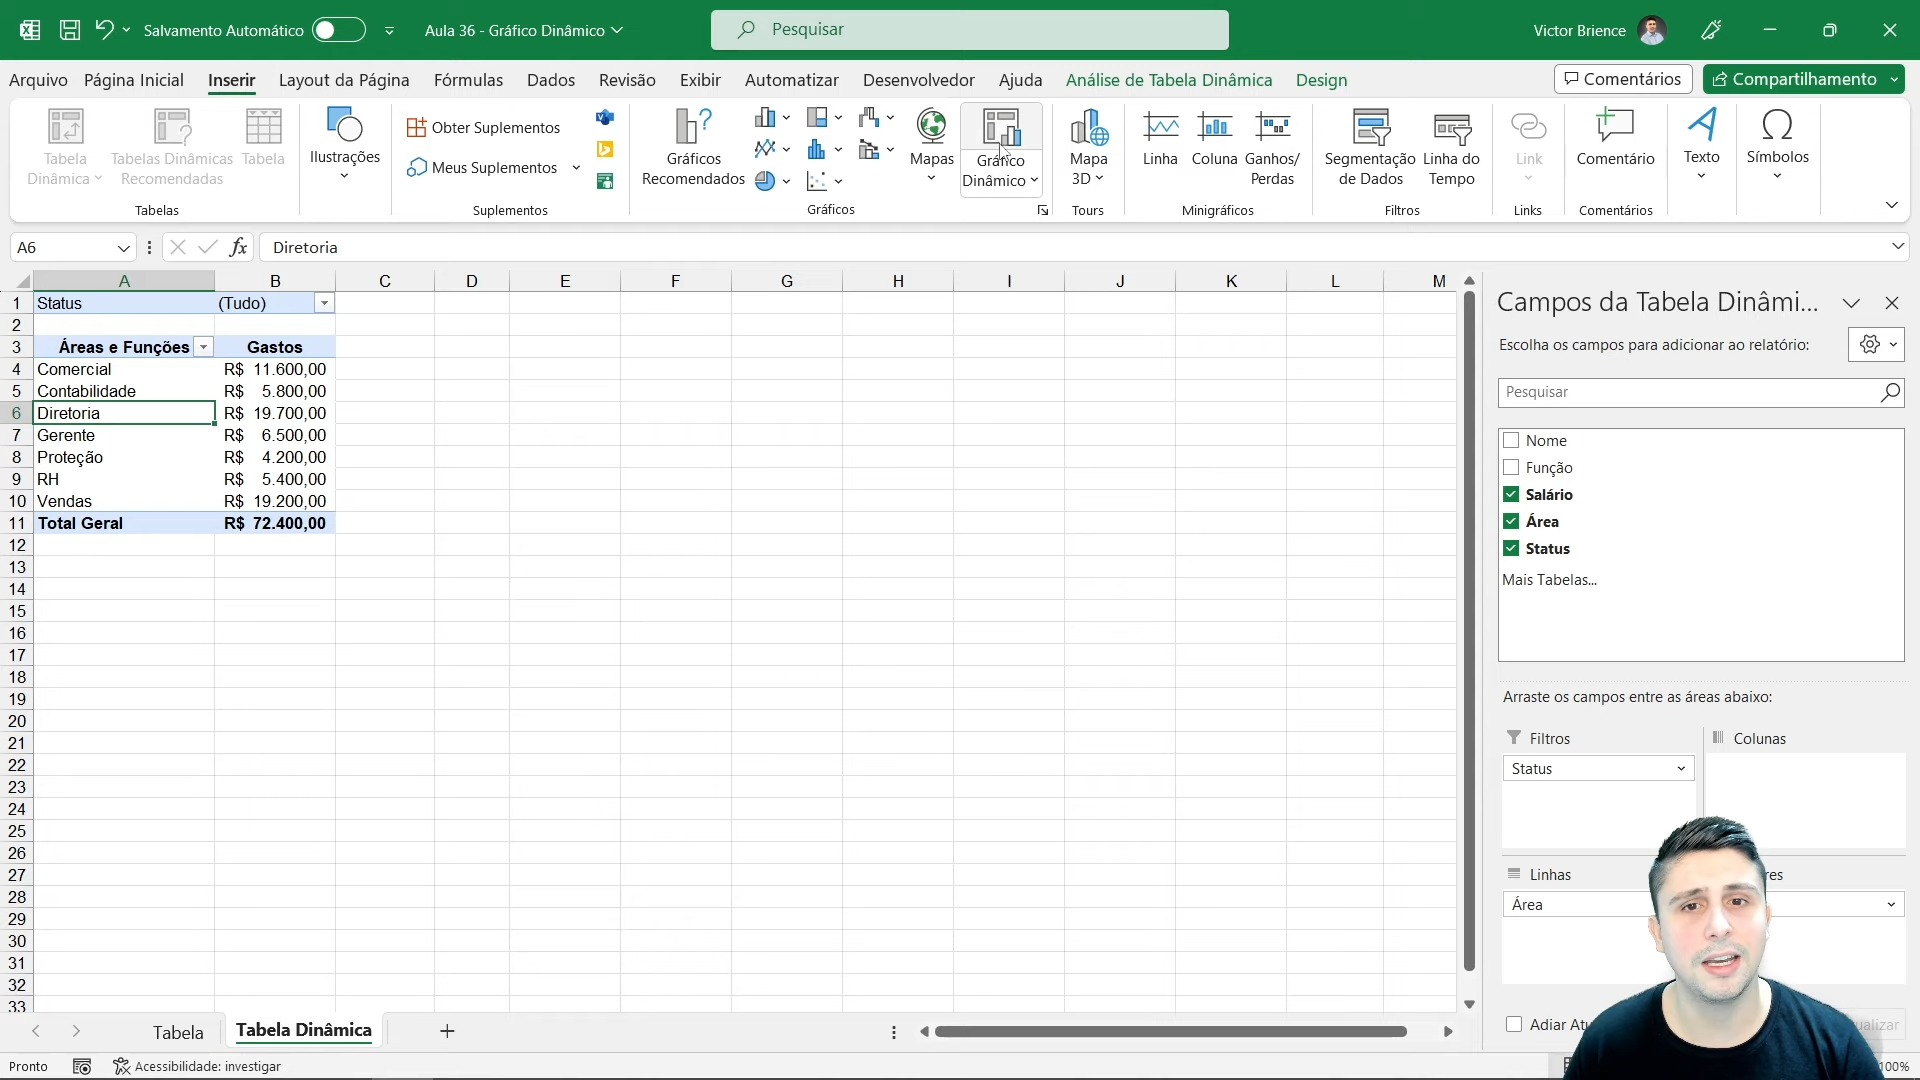 Salvamento Automático
Aula 36 - Gráfico Dinâmico
Pesquisar
Victor Brience
Arquivo
Página Inicial
Inserir
Layout da Página
Fórmulas
Dados
Revisão
Exibir
Automatizar
Desenvolvedor
Ajuda
Análise de Tabela Dinâmica
Design
Comentários
Compartilhamento
Tabela
Dinâmica
Tabelas Dinâmicas
Recomendadas
Tabela
Tabelas
Ilustrações
Obter Suplementos
Meus Suplementos
Suplementos
Gráficos
Recomendados
Mapas
Gráfico
Dinâmico
Gráficos
Mapa
3D
Tours
Linha
Coluna
Ganhos/
Perdas
Minigráficos
Segmentação
de Dados
Linha do
Tempo
Filtros
Link
Links
Comentário
Comentários
Texto
Símbolos
A6
fx
Diretoria
A B C D E F G H I J K L M
1 Status (Tudo)
2
3 Áreas e Funções Gastos
4 Comercial R$ 11.600,00
5 Contabilidade R$ 5.800,00
6 Diretoria R$ 19.700,00
7 Gerente R$ 6.500,00
8 Proteção R$ 4.200,00
9 RH R$ 5.400,00
10 Vendas R$ 19.200,00
11 Total Geral R$ 72.400,00
12
13
14
15
16
17
18
19
20
21
22
23
24
25
26
27
28
29
30
31
32
33
Campos da Tabela Dinâmi...
Escolha os campos para adicionar ao relatório:
Pesquisar
Nome
Função
Salário
Área
Status
Mais Tabelas...
Arraste os campos entre as áreas abaixo:
Filtros
Colunas
Status
Linhas
Área
Adiar
Tabela
Tabela Dinâmica
Pronto
Acessibilidade: investigar
100%